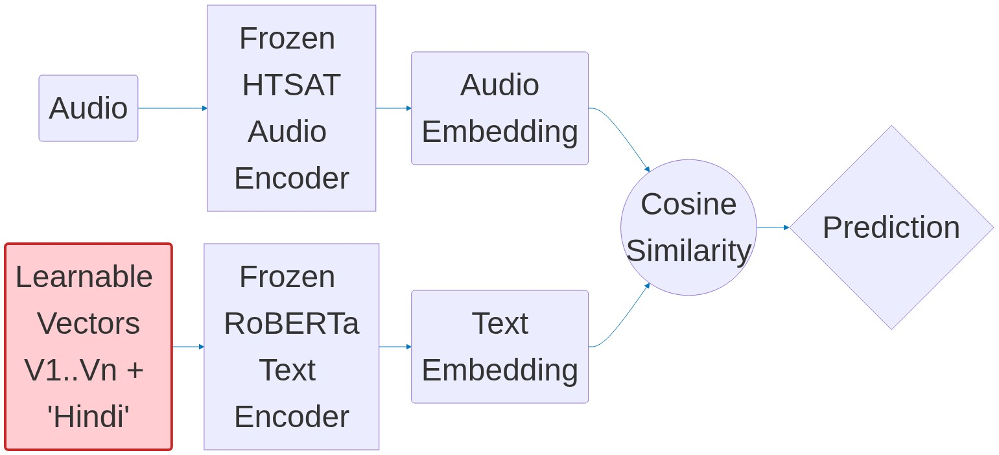 Audio
Frozen
HTSAT
Audio
Encoder
Audio
Embedding
Learnable
Vectors
V1..Vn +
'Hindi'
Frozen
RoBERTa
Text
Encoder
Text
Embedding
Cosine
Similarity
Prediction